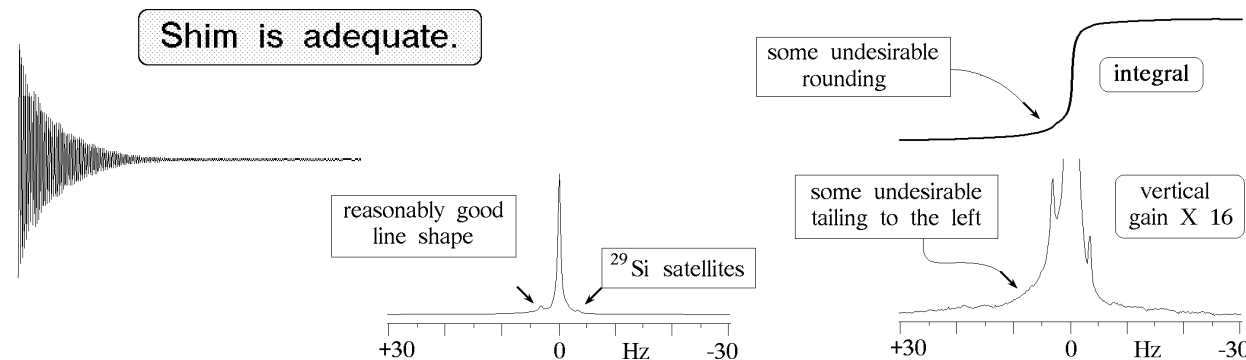 Shim is adequate.
some undesirable
rounding
integral
reasonably good
line shape
²⁹Si satellites
some undesirable
tailing to the left
vertical
gain X 16
+30 0 Hz -30
+30 0 Hz -30